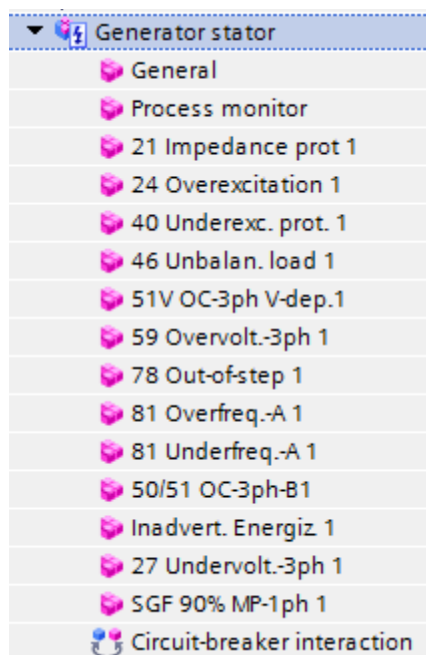 Generator stator
General
Process monitor
21 Impedance prot 1
24 Overexcitation 1
40 Underexc. prot. 1
46 Unbalan. load 1
51V OC-3ph V-dep.1
59 Overvolt.-3ph 1
78 Out-of-step 1
81 Overfreq.-A 1
81 Underfreq.-A 1
50/51 OC-3ph-B1
Inadvert. Energiz. 1
27 Undervolt.-3ph 1
SGF 90% MP-1ph 1
Circuit-breaker interaction